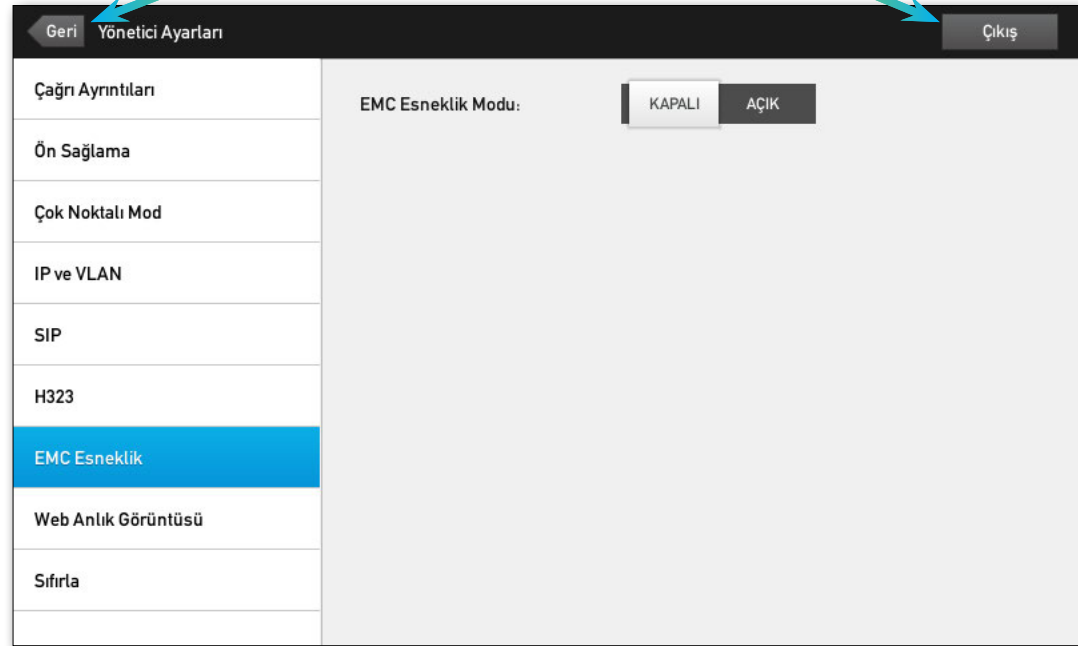 Geri Yönetici Ayarları Çıkış
Çağrı Ayrıntıları
EMC Esneklik Modu: KAPALI AÇIK
Ön Sağlama
Çok Noktalı Mod
IP ve VLAN
SIP
H323
EMC Esneklik
Web Anlık Görüntüsü
Sıfırla